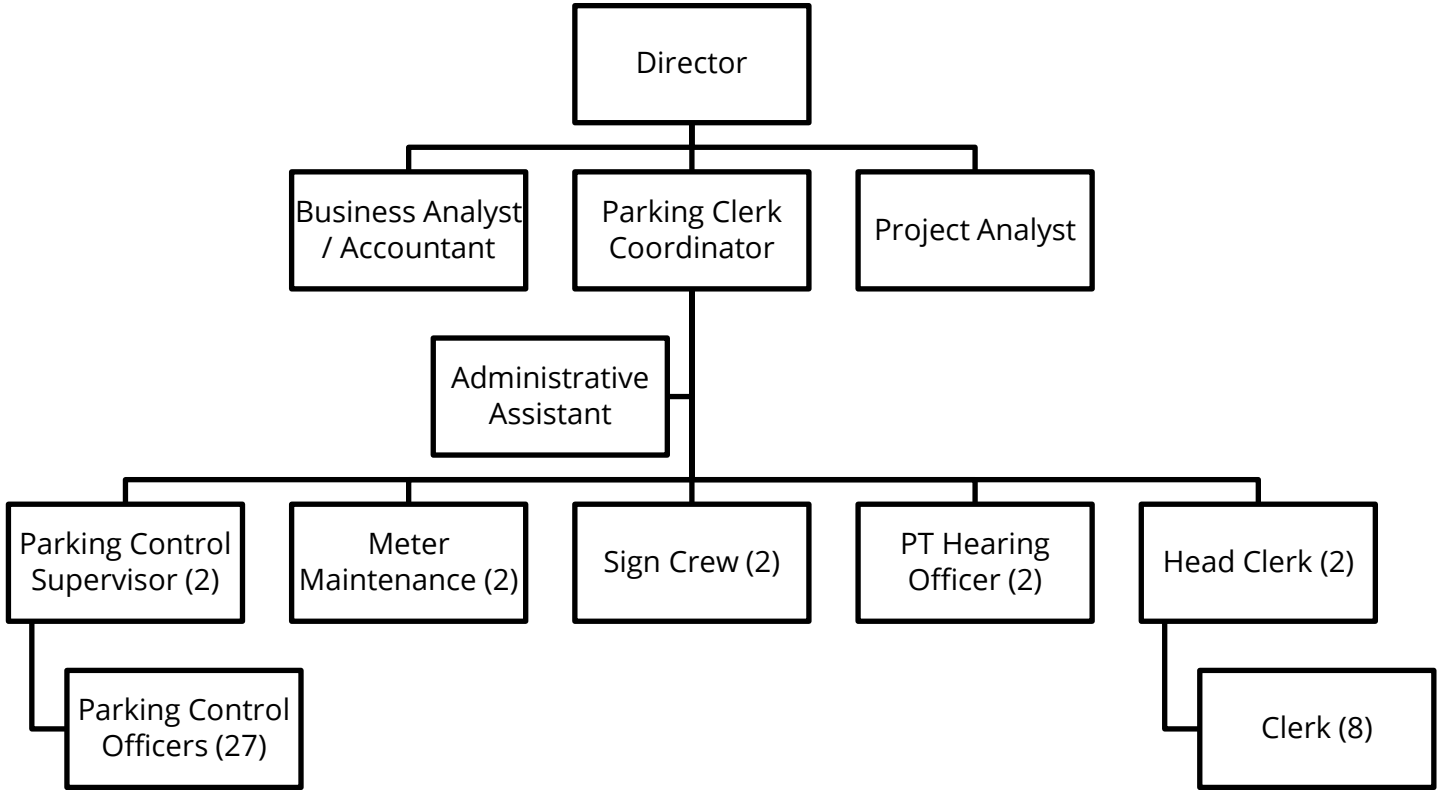 Director
Business Analyst
/ Accountant
Parking Clerk
Coordinator
Project Analyst
Administrative
Assistant
Parking Control
Supervisor (2)
Meter
Maintenance (2)
Sign Crew (2)
PT Hearing
Officer (2)
Head Clerk (2)
Parking Control
Officers (27)
Clerk (8)